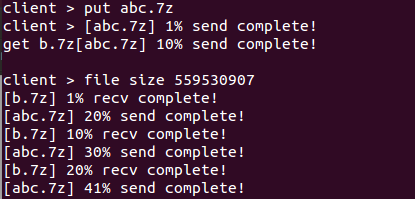 client > put abc.7z
client > [abc.7z] 1% send complete!
get b.7z[abc.7z] 10% send complete!
client > file size 559530907
[b.7z] 1% recv complete!
[abc.7z] 20% send complete!
[b.7z] 10% recv complete!
[abc.7z] 30% send complete!
[b.7z] 20% recv complete!
[abc.7z] 41% send complete!